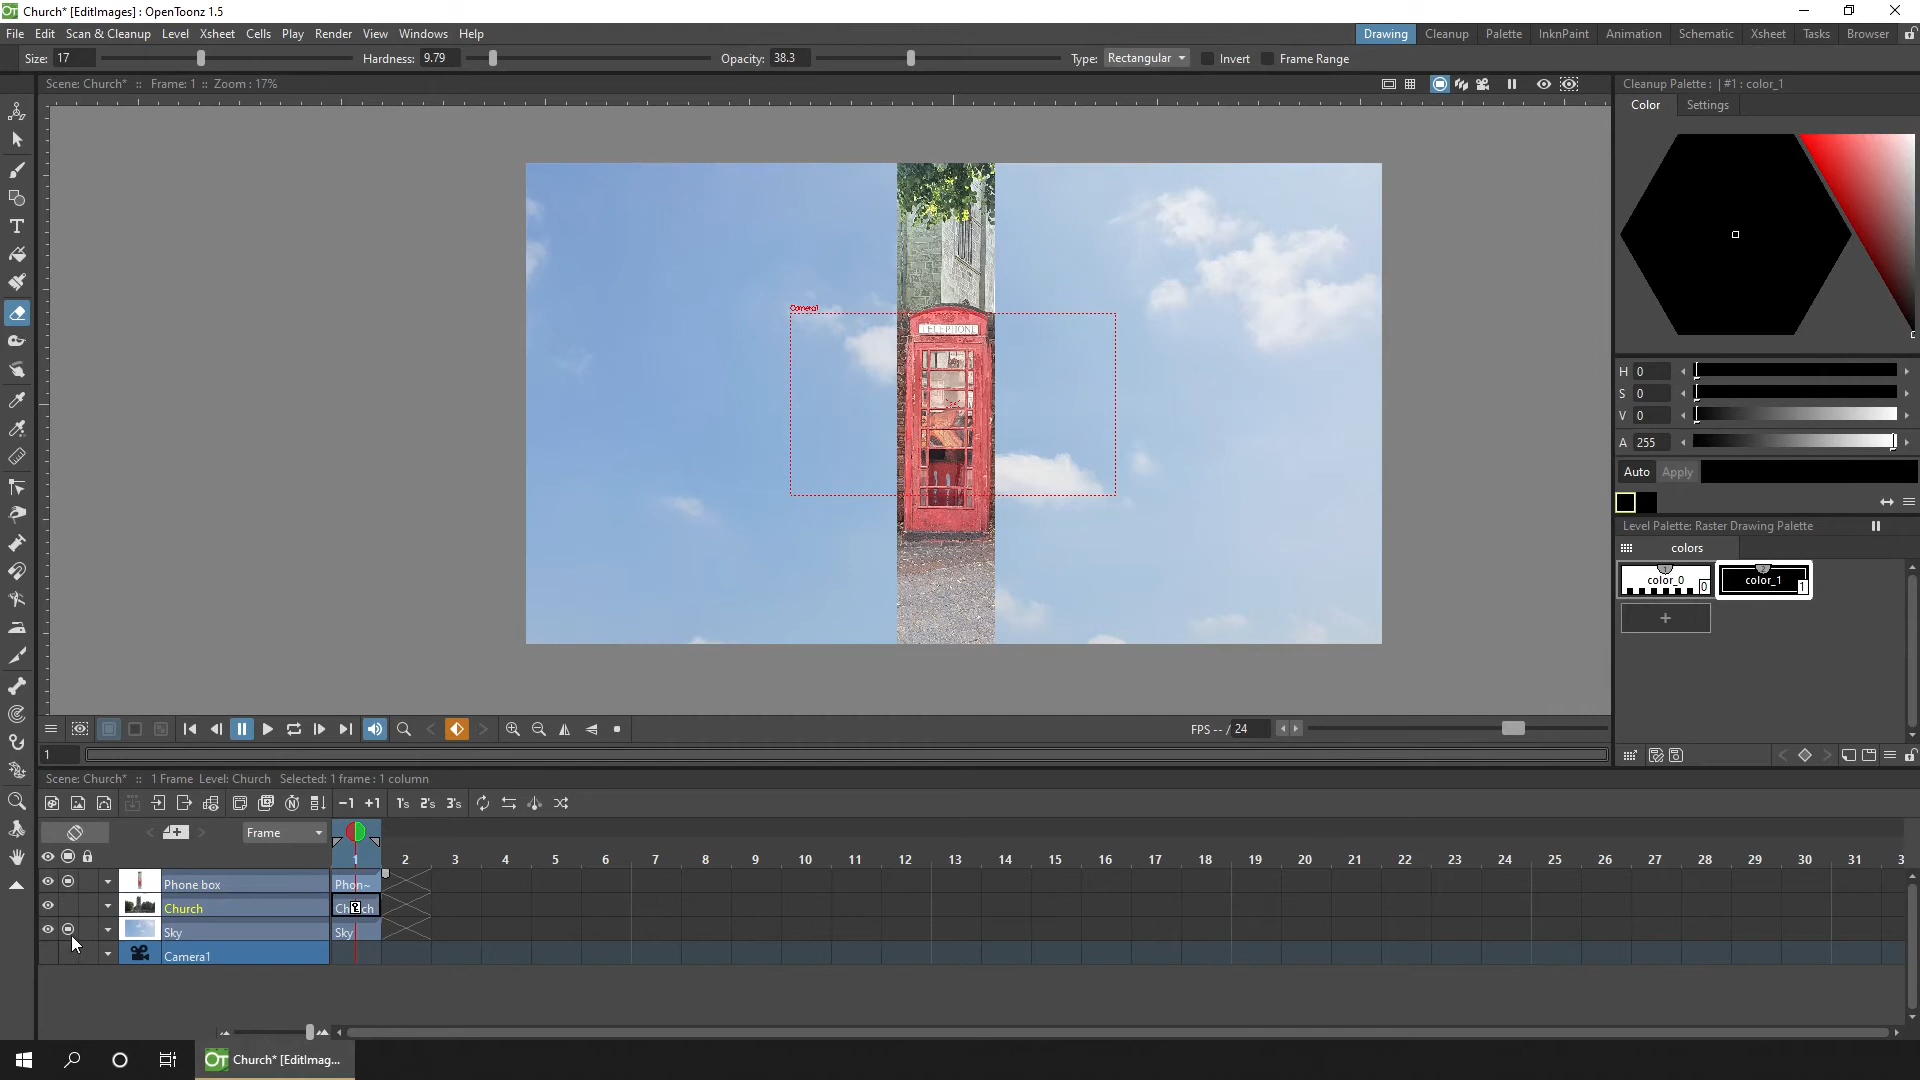 Church* [EditImages] : OpenToonz 1.5
File Edit Scan & Cleanup Level Xsheet Cells Play Render View Windows Help
Drawing Cleanup Palette InknPaint Animation Schematic Xsheet Tasks Browser
Size: 17 Hardness: 9.79 Opacity: 38.3 Type: Rectangular Invert Frame Range
Scene: Church* :: Frame: 1 :: Zoom : 17%
Cleanup Palette : | #1 : color_1
Color Settings
Camera1
TELEPHONE
H 0
S 0
V 0
A 255
Auto Apply
Level Palette: Raster Drawing Palette
colors
color_0 0 color_1 1
+
FPS -- / 24
1
Scene: Church* :: 1 Frame Level: Church Selected: 1 frame : 1 column
-1 +1 1's 2's 3's
Frame
1 2 3 4 5 6 7 8 9 10 11 12 13 14 15 16 17 18 19 20 21 22 23 24 25 26 27 28 29 30 31 3
Phone box Phon~
Church Church
Sky Sky
Camera1
OT Church* [EditImag...